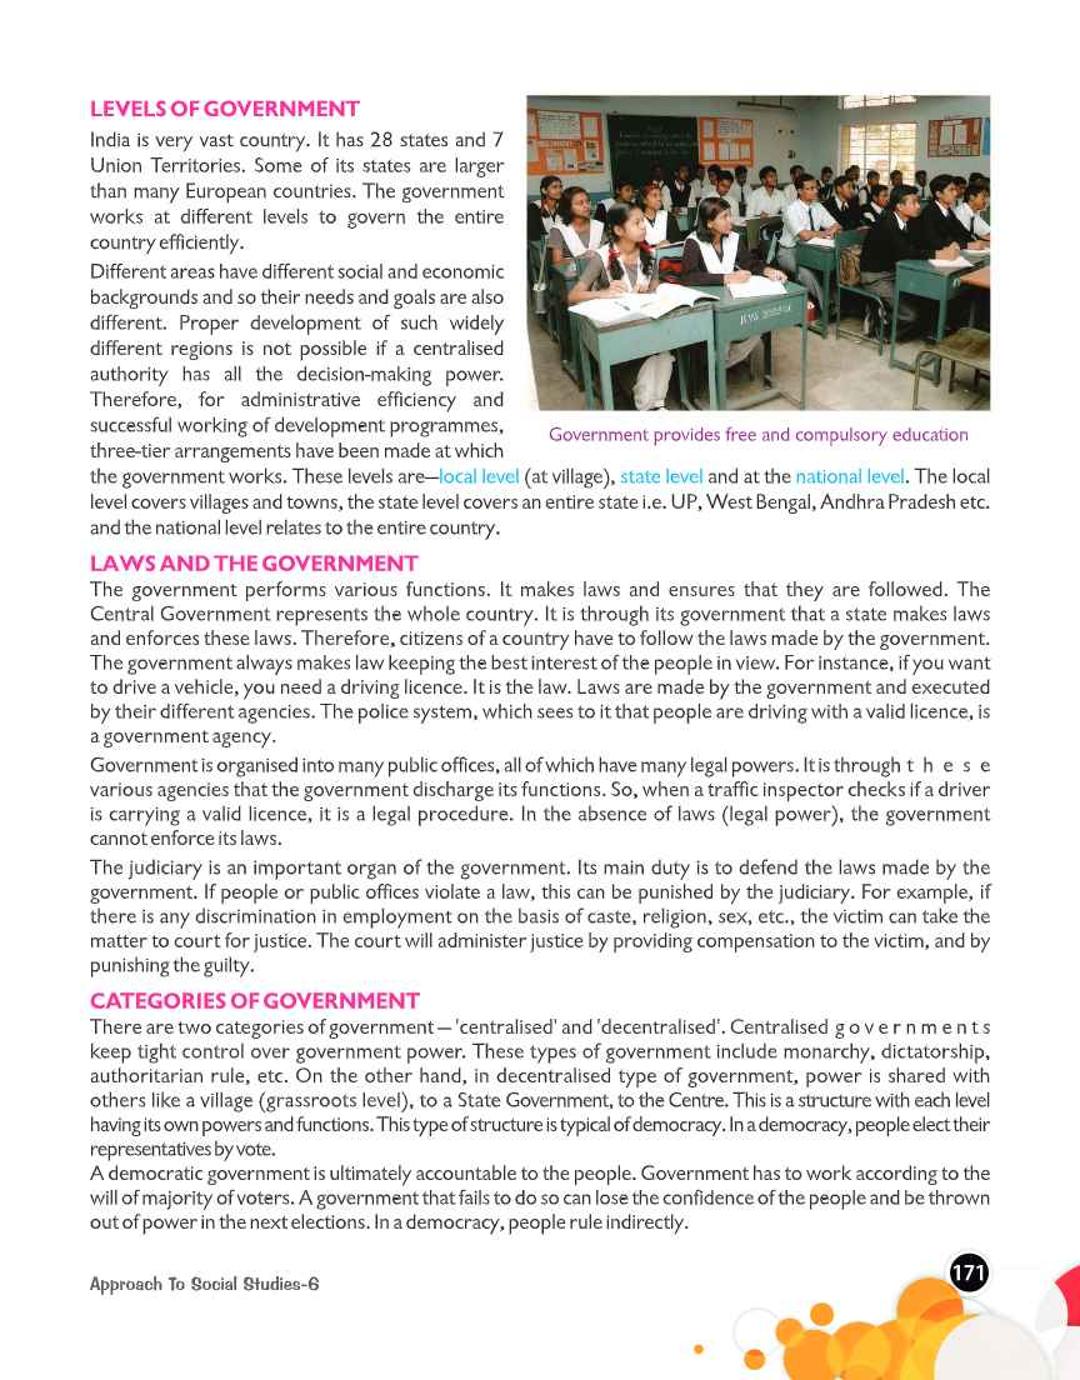 LEVELS OF GOVERNMENT
India is very vast country. It has 28 states and 7
Union Territories. Some of its states are larger
than many European countries. The government
works at different levels to govern the entire
country efficiently.
Different areas have different social and economic
backgrounds and so their needs and goals are also
different. Proper development of such widely
different regions is not possible if a centralised
authority has all the decision-making power.
Therefore, for administrative efficiency and
successful working of development programmes,
three-tier arrangements have been made at which
Government provides free and compulsory education
the government works. These levels are—local level (at village), state level and at the national level. The local
level covers villages and towns, the state level covers an entire state i.e. UP, West Bengal, Andhra Pradesh etc.
and the national level relates to the entire country.
LAWS AND THE GOVERNMENT
The government performs various functions. It makes laws and ensures that they are followed. The
Central Government represents the whole country. It is through its government that a state makes laws
and enforces these laws. Therefore, citizens of a country have to follow the laws made by the government.
The government always makes law keeping the best interest of the people in view. For instance, if you want
to drive a vehicle, you need a driving licence. It is the law. Laws are made by the government and executed
by their different agencies. The police system, which sees to it that people are driving with a valid licence, is
a government agency.
Government is organised into many public offices, all of which have many legal powers. It is through t h e s e
various agencies that the government discharge its functions. So, when a traffic inspector checks if a driver
is carrying a valid licence, it is a legal procedure. In the absence of laws (legal power), the government
cannot enforce its laws.
The judiciary is an important organ of the government. Its main duty is to defend the laws made by the
government. If people or public offices violate a law, this can be punished by the judiciary. For example, if
there is any discrimination in employment on the basis of caste, religion, sex, etc., the victim can take the
matter to court for justice. The court will administer justice by providing compensation to the victim, and by
punishing the guilty.
CATEGORIES OF GOVERNMENT
There are two categories of government – 'centralised' and 'decentralised'. Centralised g o v e r n m e n t s
keep tight control over government power. These types of government include monarchy, dictatorship,
authoritarian rule, etc. On the other hand, in decentralised type of government, power is shared with
others like a village (grassroots level), to a State Government, to the Centre. This is a structure with each level
having its own powers and functions. This type of structure is typical of democracy. In a democracy, people elect their
representatives by vote.
A democratic government is ultimately accountable to the people. Government has to work according to the
will of majority of voters. A government that fails to do so can lose the confidence of the people and be thrown
out of power in the next elections. In a democracy, people rule indirectly.
Approach To Social Studies-6
171